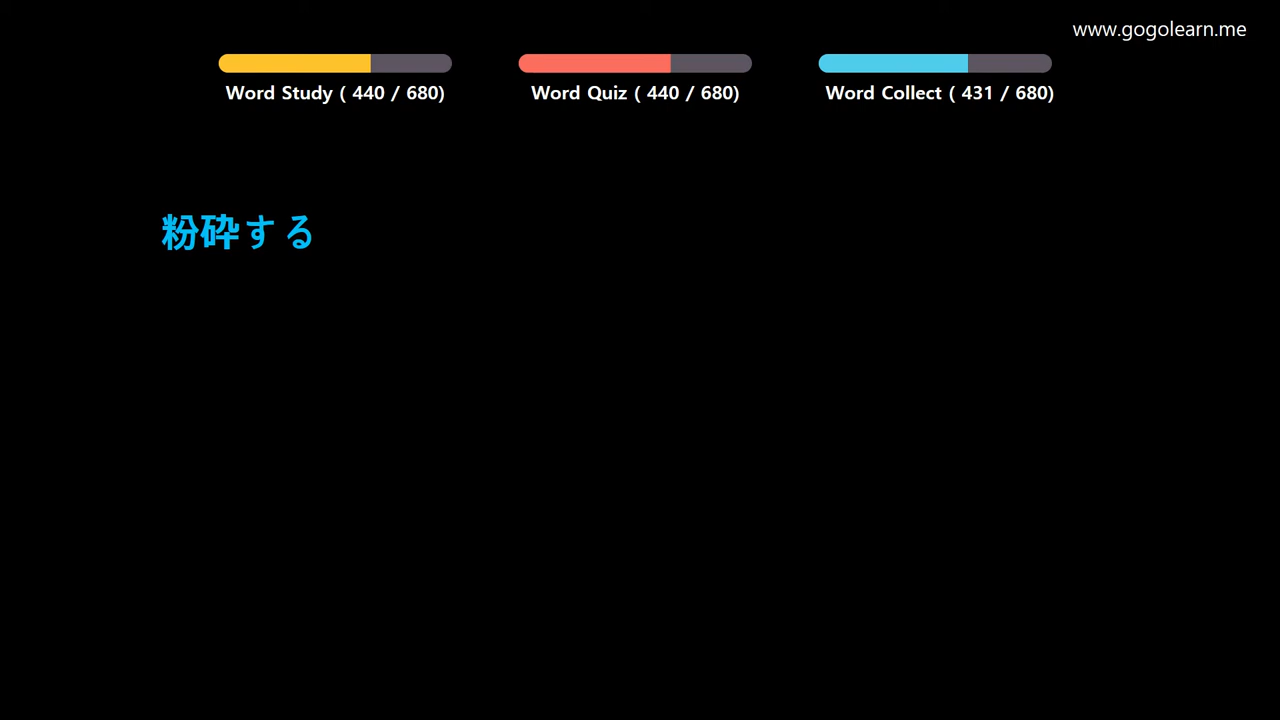 www.gogolearn.me
Word Study ( 440 / 680)
Word Quiz ( 440 / 680)
Word Collect ( 431 / 680)
粉砕する